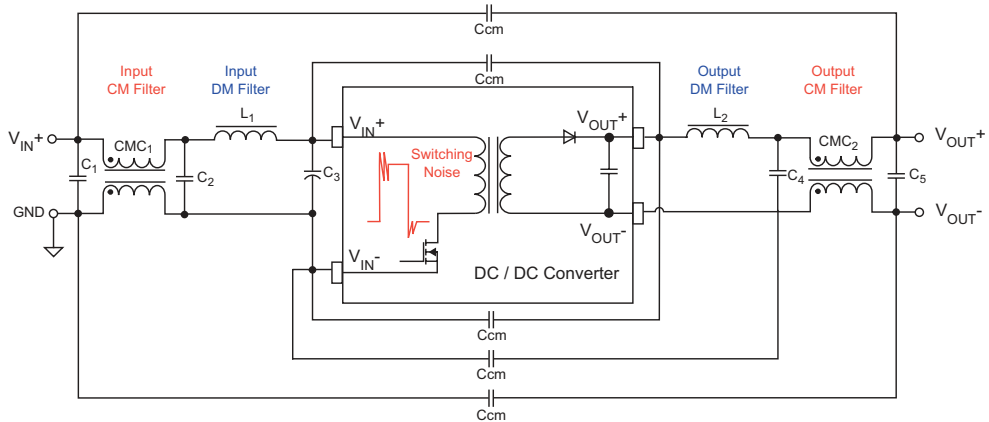 Ccm
Ccm
Input
CM Filter
Input
DM Filter
Output
DM Filter
Output
CM Filter
L1
L2
VIN+
CMC1
C1
C2
C3
VIN+
Switching
Noise
VOUT+
CMC2
C4
C5
VOUT+
GND
VIN-
VOUT-
VOUT-
DC / DC Converter
Ccm
Ccm
Ccm